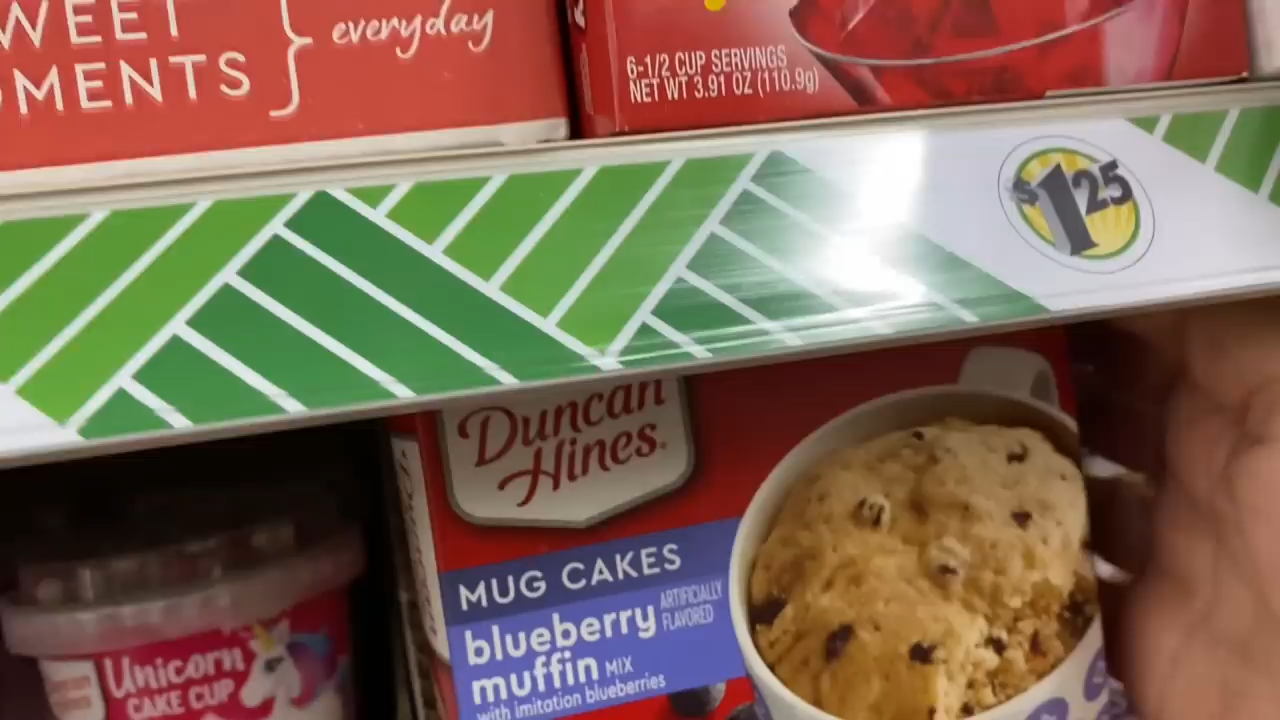 WEET
MENTS
everyday
6-1/2 CUP SERVINGS
NET WT 3.91 OZ (110.9g)
$1.25
Duncan
Hines®
MUG CAKES
blueberry ARTIFICIALLY FLAVORED
muffin MIX
with imitation blueberries
Unicorn
CAKE CUP